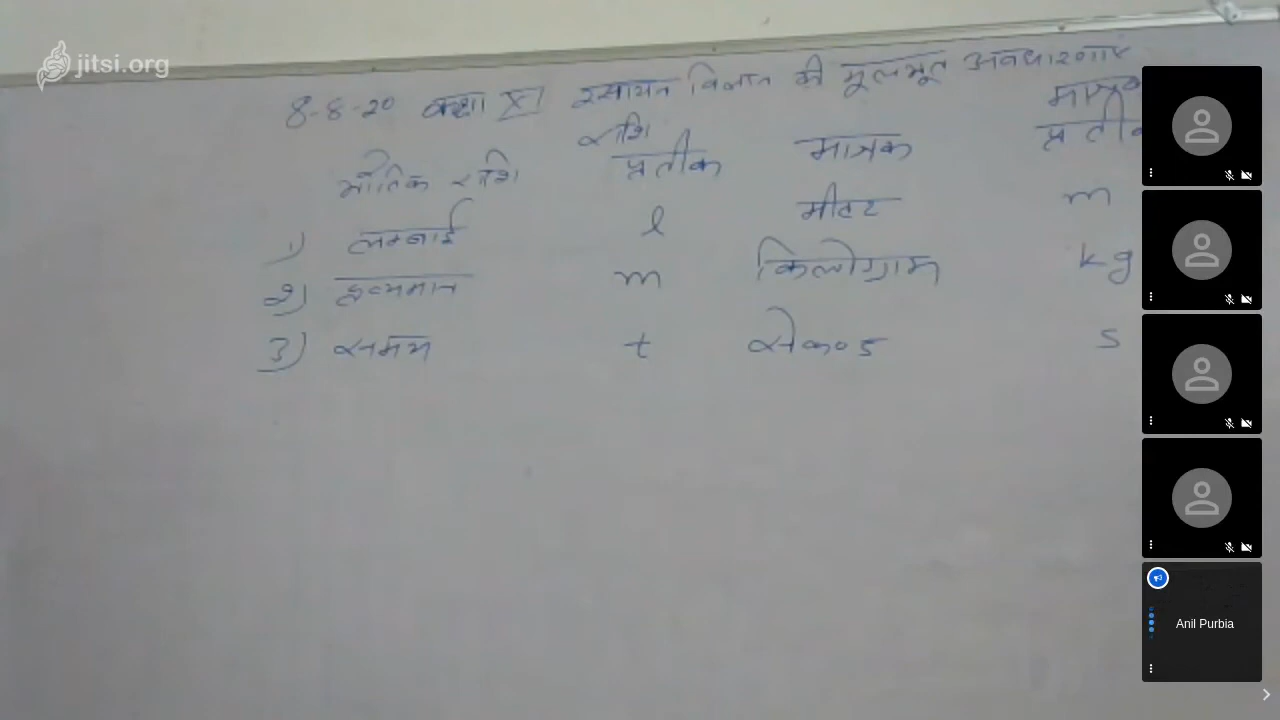 jitsi.org
8-8-20 कक्षा XI रसायन विज्ञान की मूलभूत अवधारणाएं
भौतिक राशि राशि प्रतीक मात्रक मात्रक प्रतीक
1) लम्बाई l मीटर m
2) द्रव्यमान m किलोग्राम kg
3) समय t सेकण्ड s
Anil Purbia